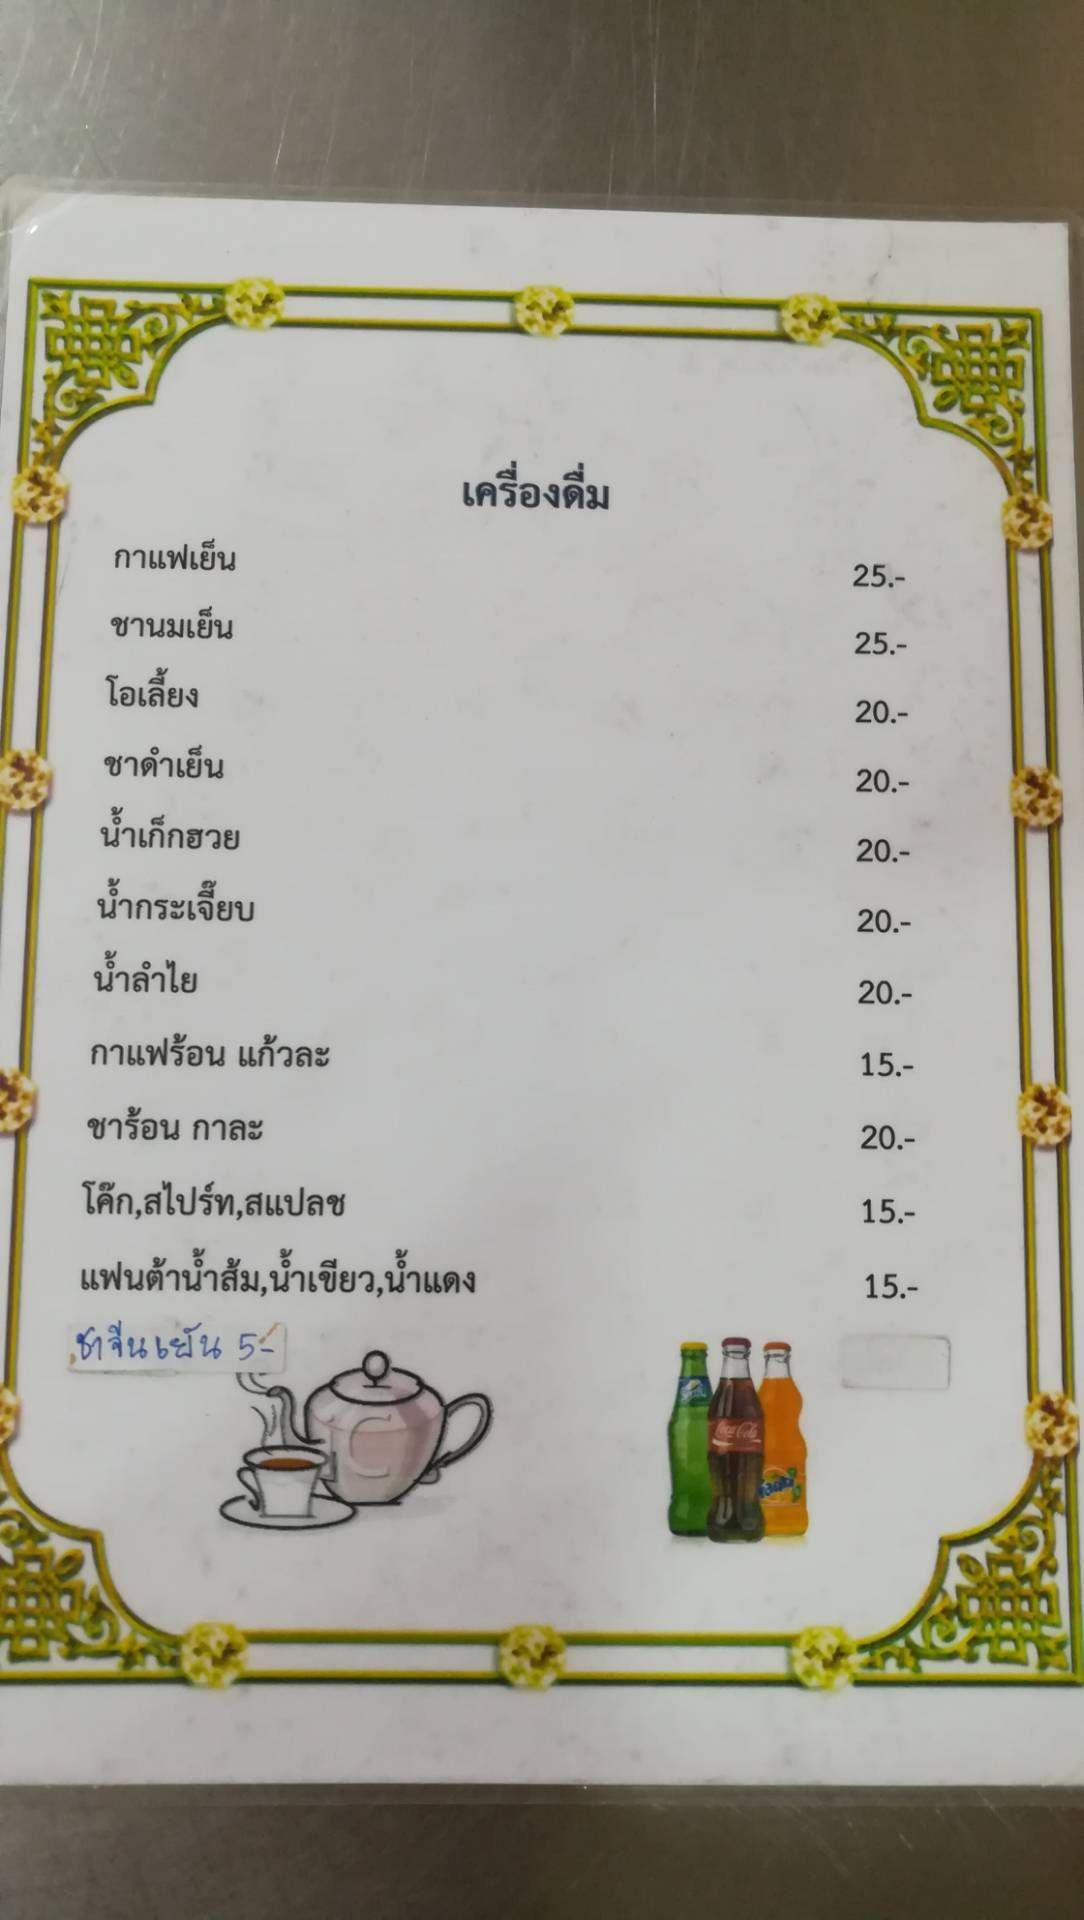 เครื่องดื่ม
กาแฟเย็น 25.-
ชานมเย็น 25.-
โอเลี้ยง 20.-
ชาดำเย็น 20.-
น้ำเก็กฮวย 20.-
น้ำกระเจี๊ยบ 20.-
น้ำลำไย 20.-
กาแฟร้อน แก้วละ 15.-
ชาร้อน กาละ 20.-
โค๊ก,สไปร์ท,สแปลช 15.-
แฟนต้าน้ำส้ม,น้ำเขียว,น้ำแดง 15.-
ชาจีนเย็น 5.-
Coca-Cola